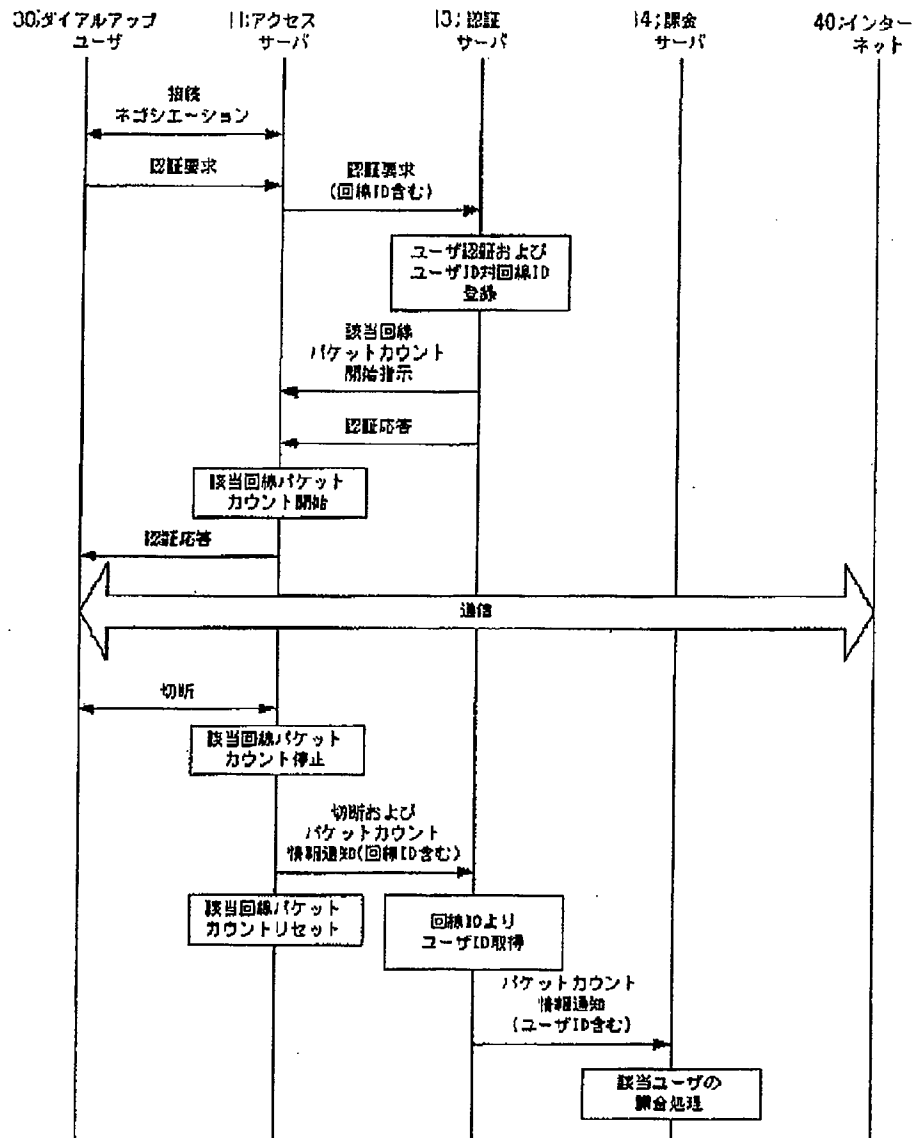 30;ダイアルアップ
ユーザ
11;アクセス
サーバ
13;認証
サーバ
14;課金
サーバ
40;インター
ネット
接続
ネゴシエーション
認証要求
認証要求
(回線ID含む)
ユーザ認証および
ユーザID対回線ID
登録
該当回線
パケットカウント
開始指示
認証応答
該当回線パケット
カウント開始
認証応答
通信
切断
該当回線パケット
カウント停止
切断および
パケットカウント
情報通知(回線ID含む)
該当回線パケット
カウントリセット
回線IDより
ユーザID取得
パケットカウント
情報通知
(ユーザID含む)
該当ユーザの
課金処理